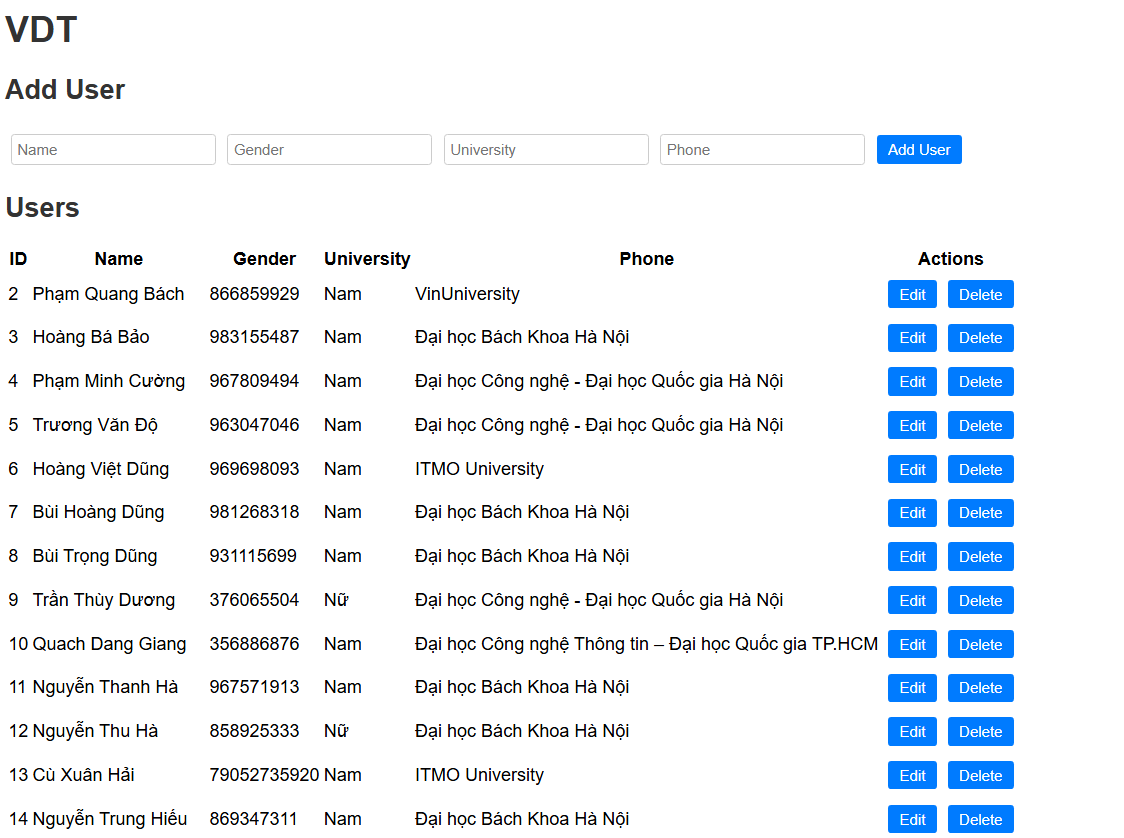 VDT
Add User
Name Gender University Phone Add User
Users
ID Name Gender University Phone Actions
2 Phạm Quang Bách 866859929 Nam VinUniversity Edit Delete
3 Hoàng Bá Bảo 983155487 Nam Đại học Bách Khoa Hà Nội Edit Delete
4 Phạm Minh Cường 967809494 Nam Đại học Công nghệ - Đại học Quốc gia Hà Nội Edit Delete
5 Trương Văn Độ 963047046 Nam Đại học Công nghệ - Đại học Quốc gia Hà Nội Edit Delete
6 Hoàng Việt Dũng 969698093 Nam ITMO University Edit Delete
7 Bùi Hoàng Dũng 981268318 Nam Đại học Bách Khoa Hà Nội Edit Delete
8 Bùi Trọng Dũng 931115699 Nam Đại học Bách Khoa Hà Nội Edit Delete
9 Trần Thùy Dương 376065504 Nữ Đại học Công nghệ - Đại học Quốc gia Hà Nội Edit Delete
10 Quach Dang Giang 356886876 Nam Đại học Công nghệ Thông tin – Đại học Quốc gia TP.HCM Edit Delete
11 Nguyễn Thanh Hà 967571913 Nam Đại học Bách Khoa Hà Nội Edit Delete
12 Nguyễn Thu Hà 858925333 Nữ Đại học Bách Khoa Hà Nội Edit Delete
13 Cù Xuân Hải 79052735920 Nam ITMO University Edit Delete
14 Nguyễn Trung Hiếu 869347311 Nam Đại học Bách Khoa Hà Nội Edit Delete